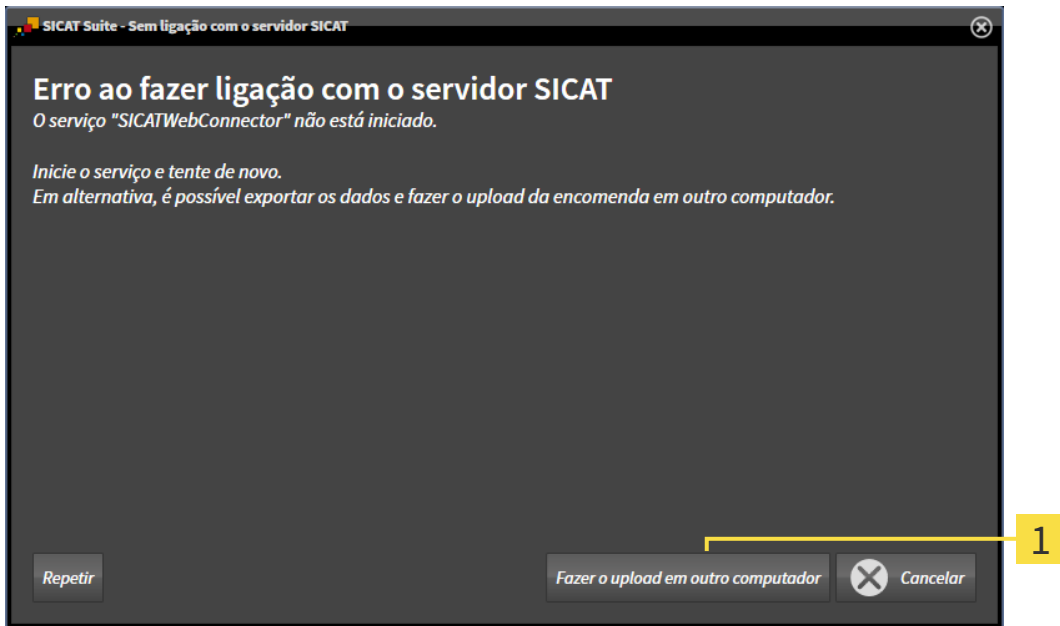 SICAT Suite - Sem ligação com o servidor SICAT
Erro ao fazer ligação com o servidor SICAT
O serviço "SICATWebConnector" não está iniciado.
Inicie o serviço e tente de novo.
Em alternativa, é possível exportar os dados e fazer o upload da encomenda em outro computador.
1
Repetir
Fazer o upload em outro computador
Cancelar